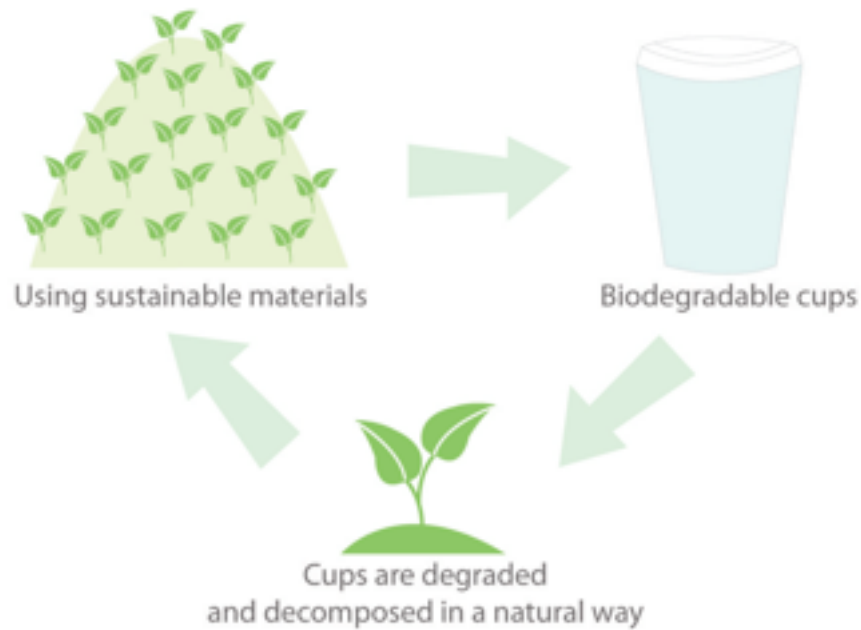 Using sustainable materials
Biodegradable cups
Cups are degraded
and decomposed in a natural way